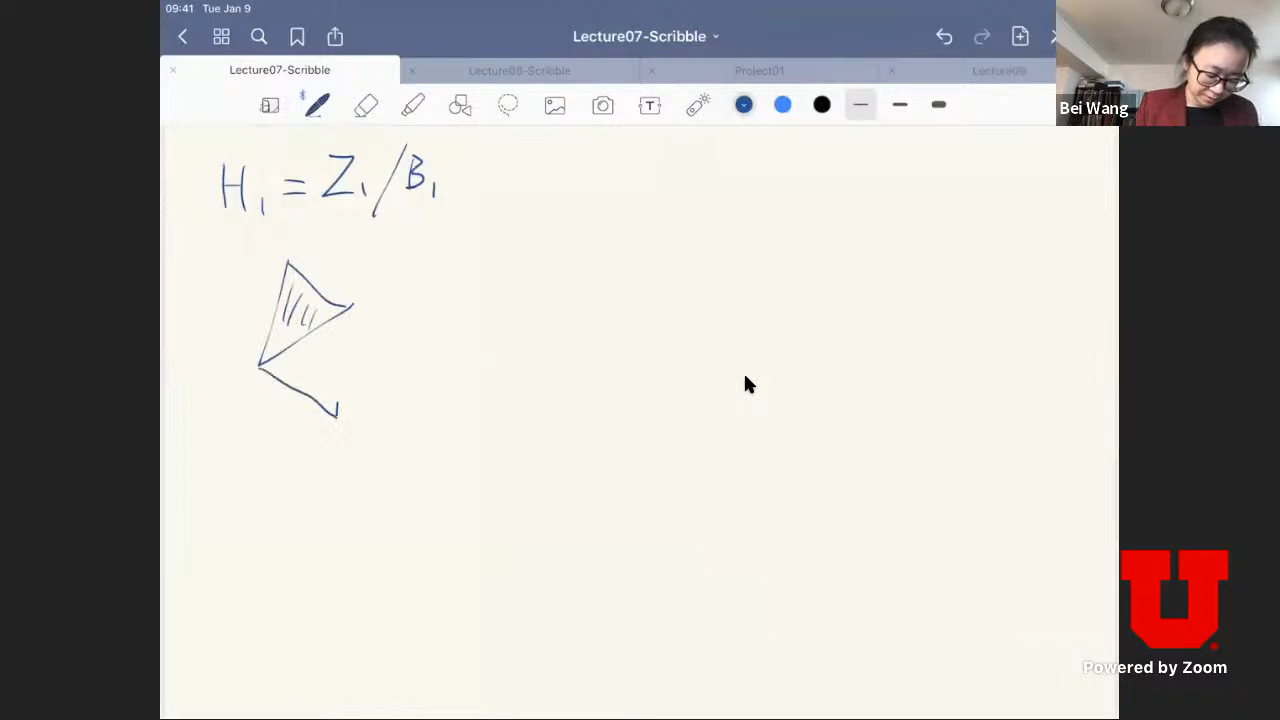 09:41 Tue Jan 9
Lecture07-Scribble
Lecture07-Scribble
Lecture08-Scribble
Project01
Lecture09
T
Bei Wang
H₁ = Z₁/B₁
U
Powered by Zoom